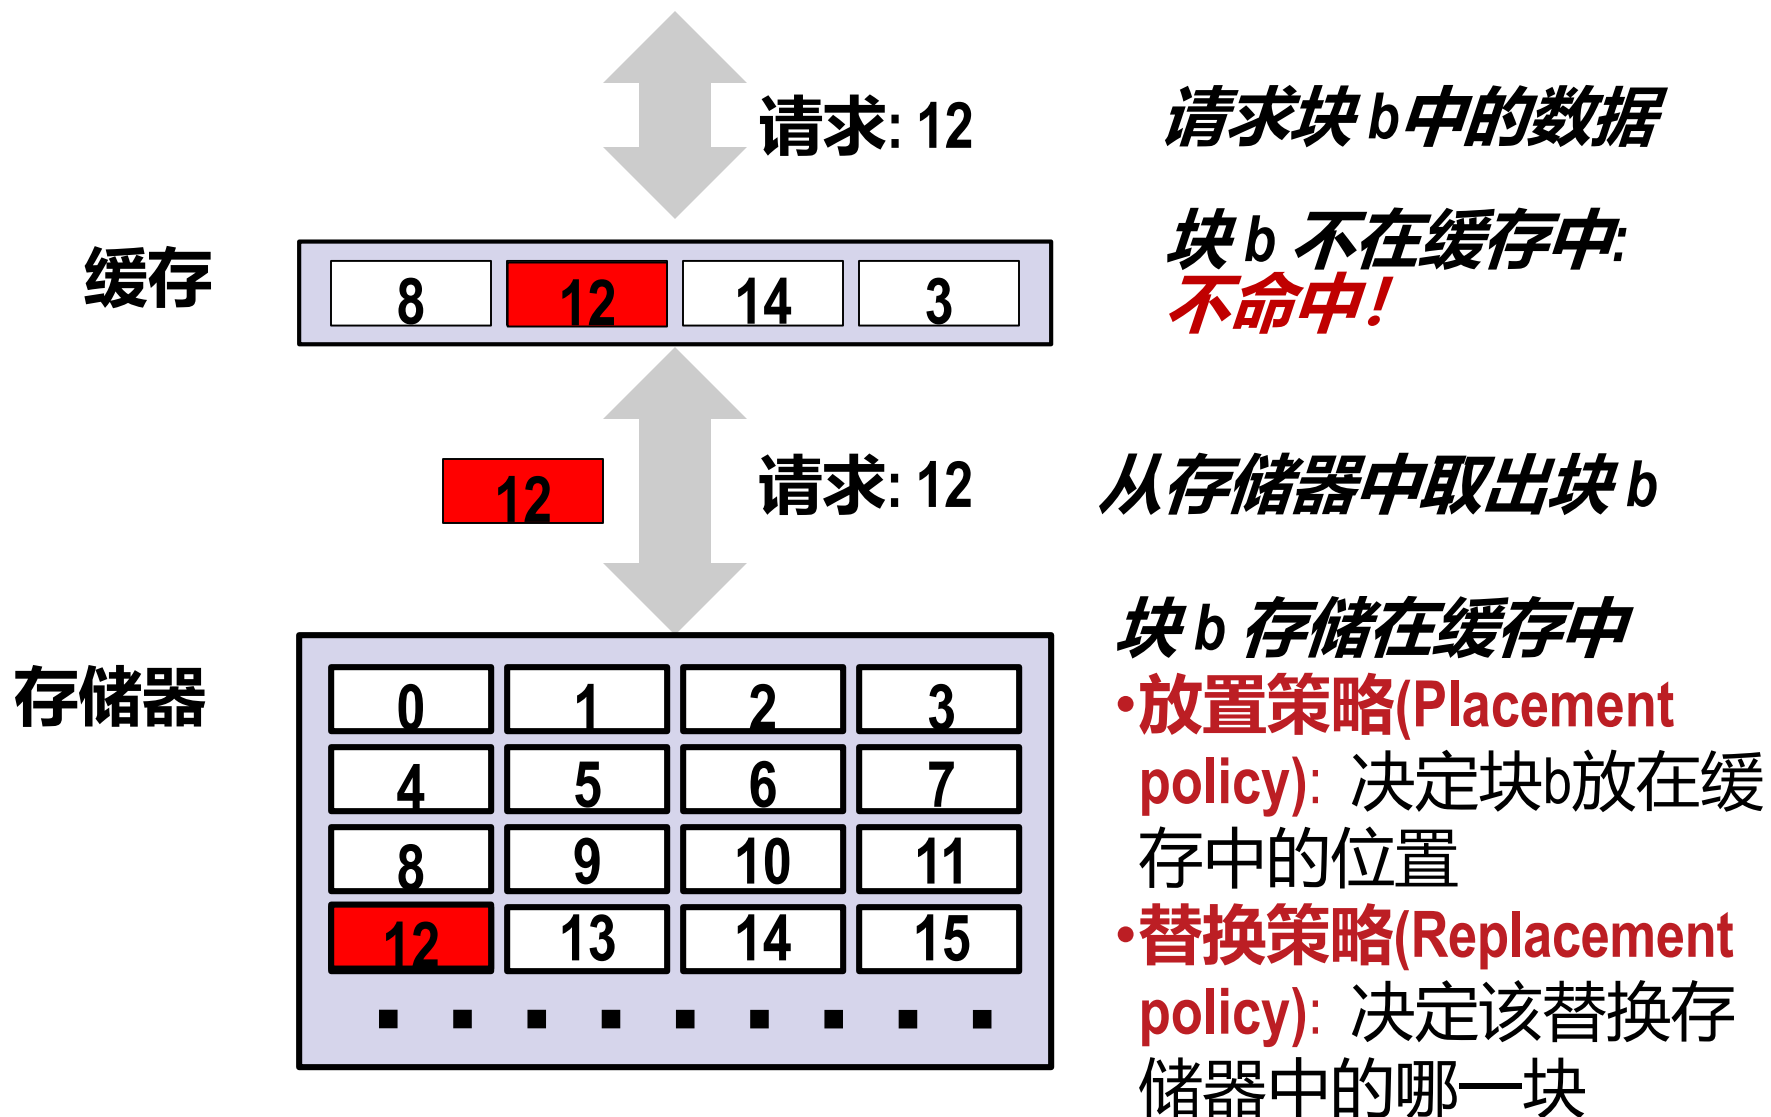 请求: 12
请求块 b中的数据
缓存
8 12 14 3
块 b 不在缓存中:
不命中!
12
请求: 12
从存储器中取出块 b
存储器
0 1 2 3
4 5 6 7
8 9 10 11
12 13 14 15
块 b 存储在缓存中
•放置策略(Placement
policy): 决定块b放在缓
存中的位置
•替换策略(Replacement
policy): 决定该替换存
储器中的哪一块